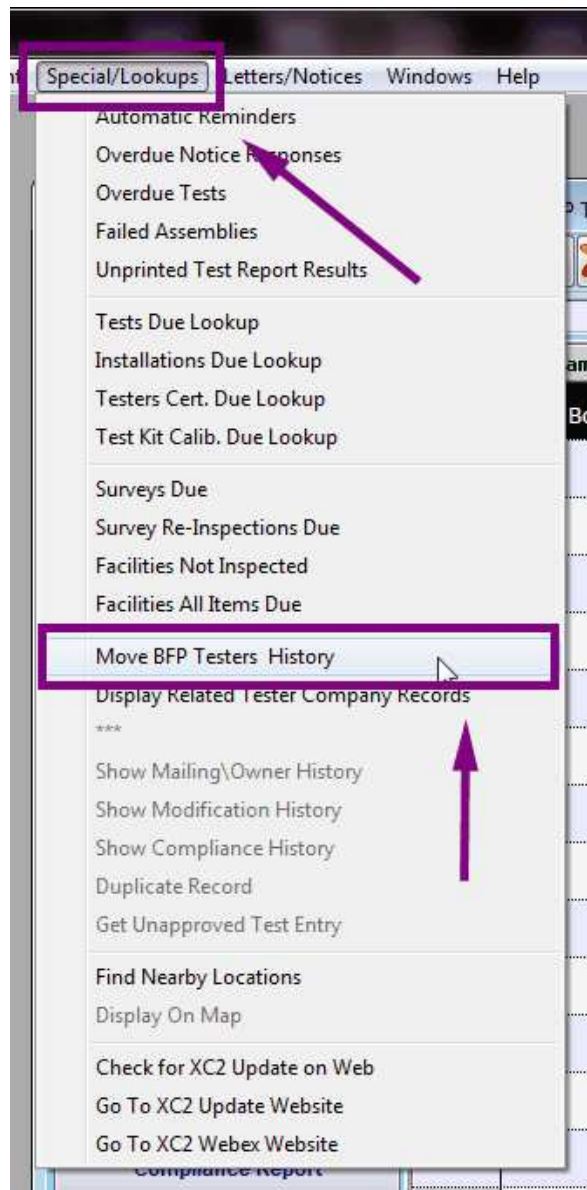 Special/Lookups Letters/Notices Windows Help
Automatic Reminders
Overdue Notice Responses
Overdue Tests
Failed Assemblies
Unprinted Test Report Results
Tests Due Lookup
Installations Due Lookup
Testers Cert. Due Lookup
Test Kit Calib. Due Lookup
Surveys Due
Survey Re-Inspections Due
Facilities Not Inspected
Facilities All Items Due
Move BFP Testers  History
Display Related Tester Company Records
***
Show Mailing\Owner History
Show Modification History
Show Compliance History
Duplicate Record
Get Unapproved Test Entry
Find Nearby Locations
Display On Map
Check for XC2 Update on Web
Go To XC2 Update Website
Go To XC2 Webex Website
Compliance Report